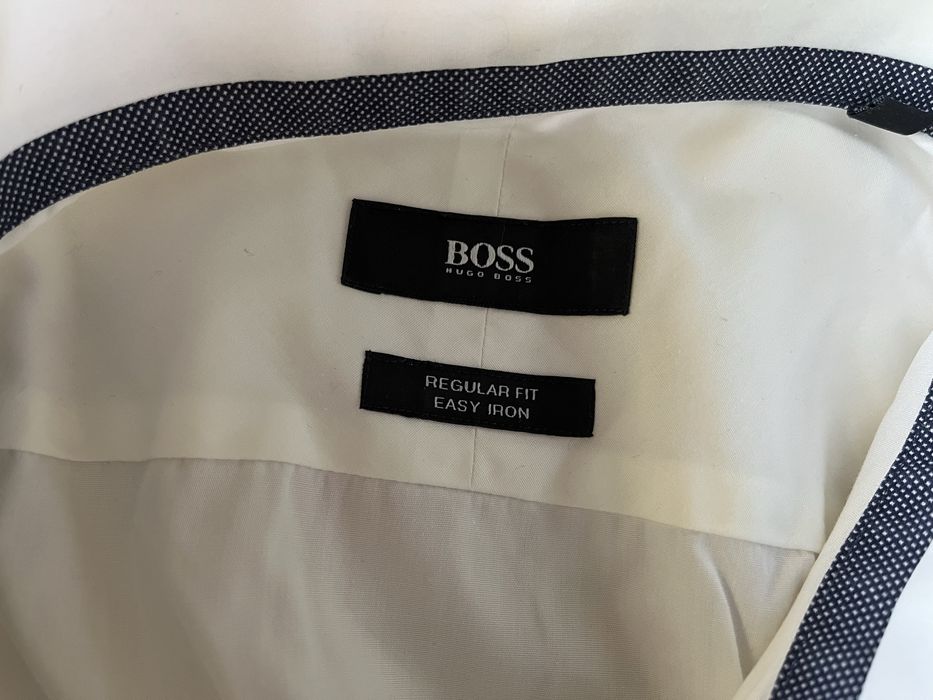 BOSS
HUGO BOSS
REGULAR FIT
EASY IRON